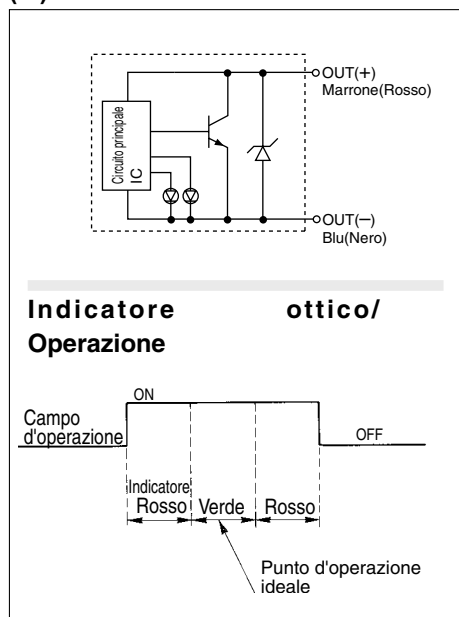 OUT(+)
Marrone(Rosso)
Circuito principale
IC
OUT(−)
Blu(Nero)
Indicatore ottico/
Operazione
ON
Campo
d'operazione
OFF
Indicatore
Rosso Verde Rosso
Punto d'operazione
ideale